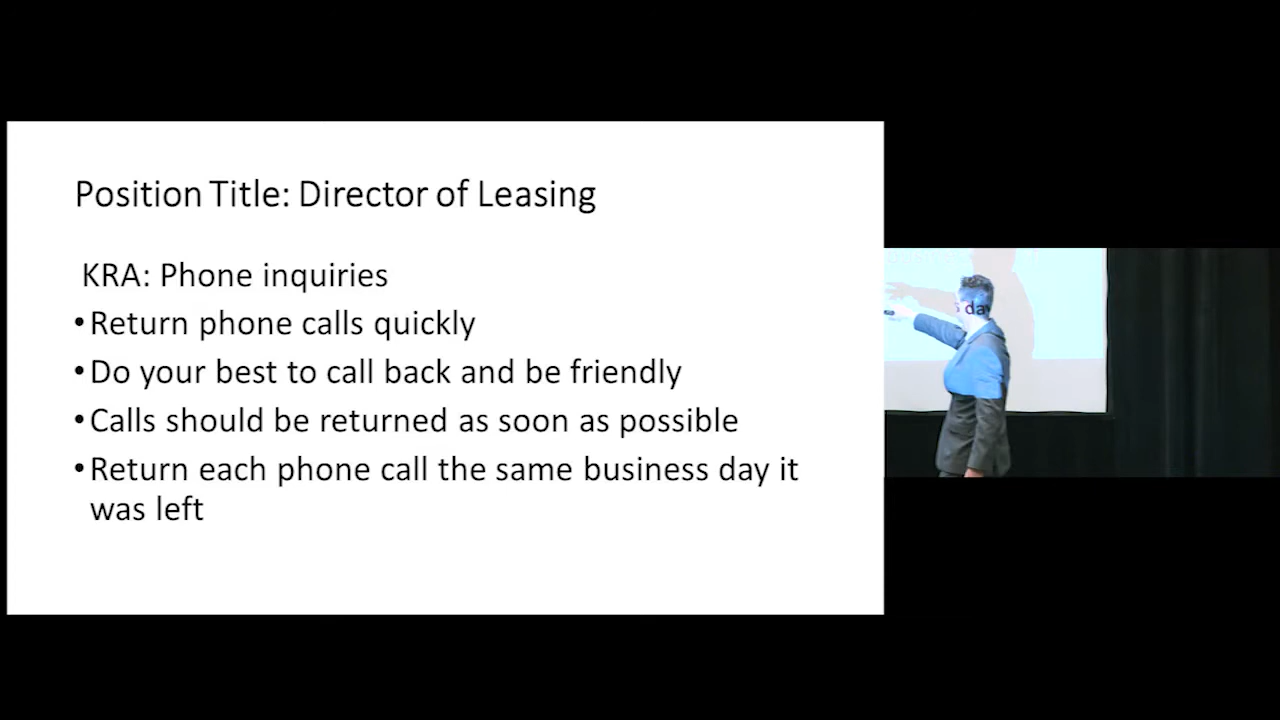 Position Title: Director of Leasing
KRA: Phone inquiries
• Return phone calls quickly
• Do your best to call back and be friendly
• Calls should be returned as soon as possible
• Return each phone call the same business day it
was left
day